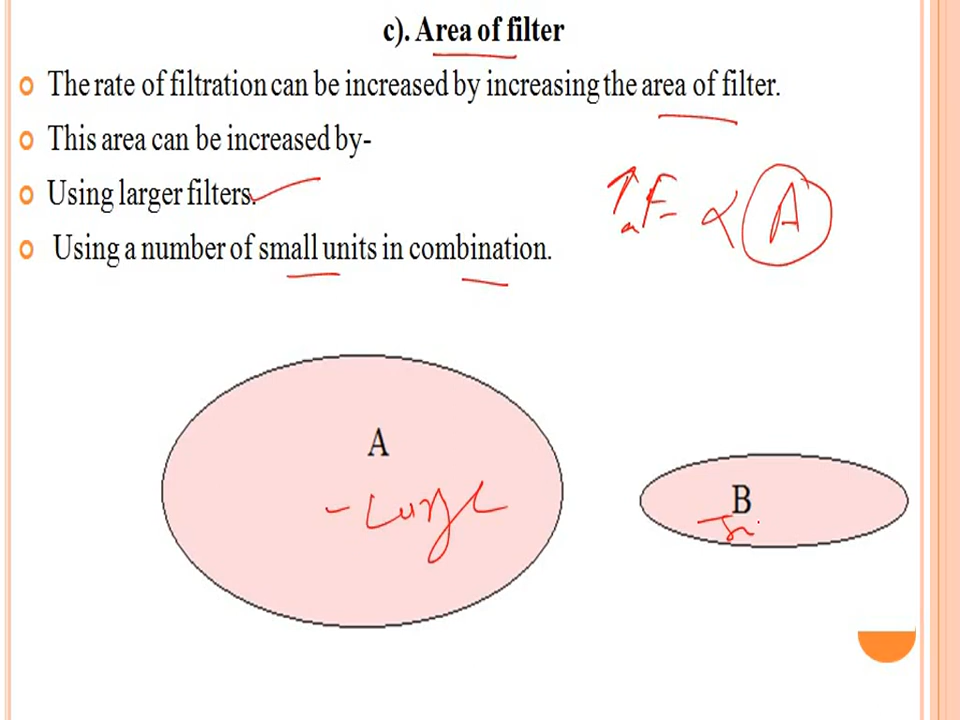 c). Area of filter
The rate of filtration can be increased by increasing the area of filter.
This area can be increased by-
Using larger filters.
Using a number of small units in combination.
↑ F ∝ A
A
- Large
B